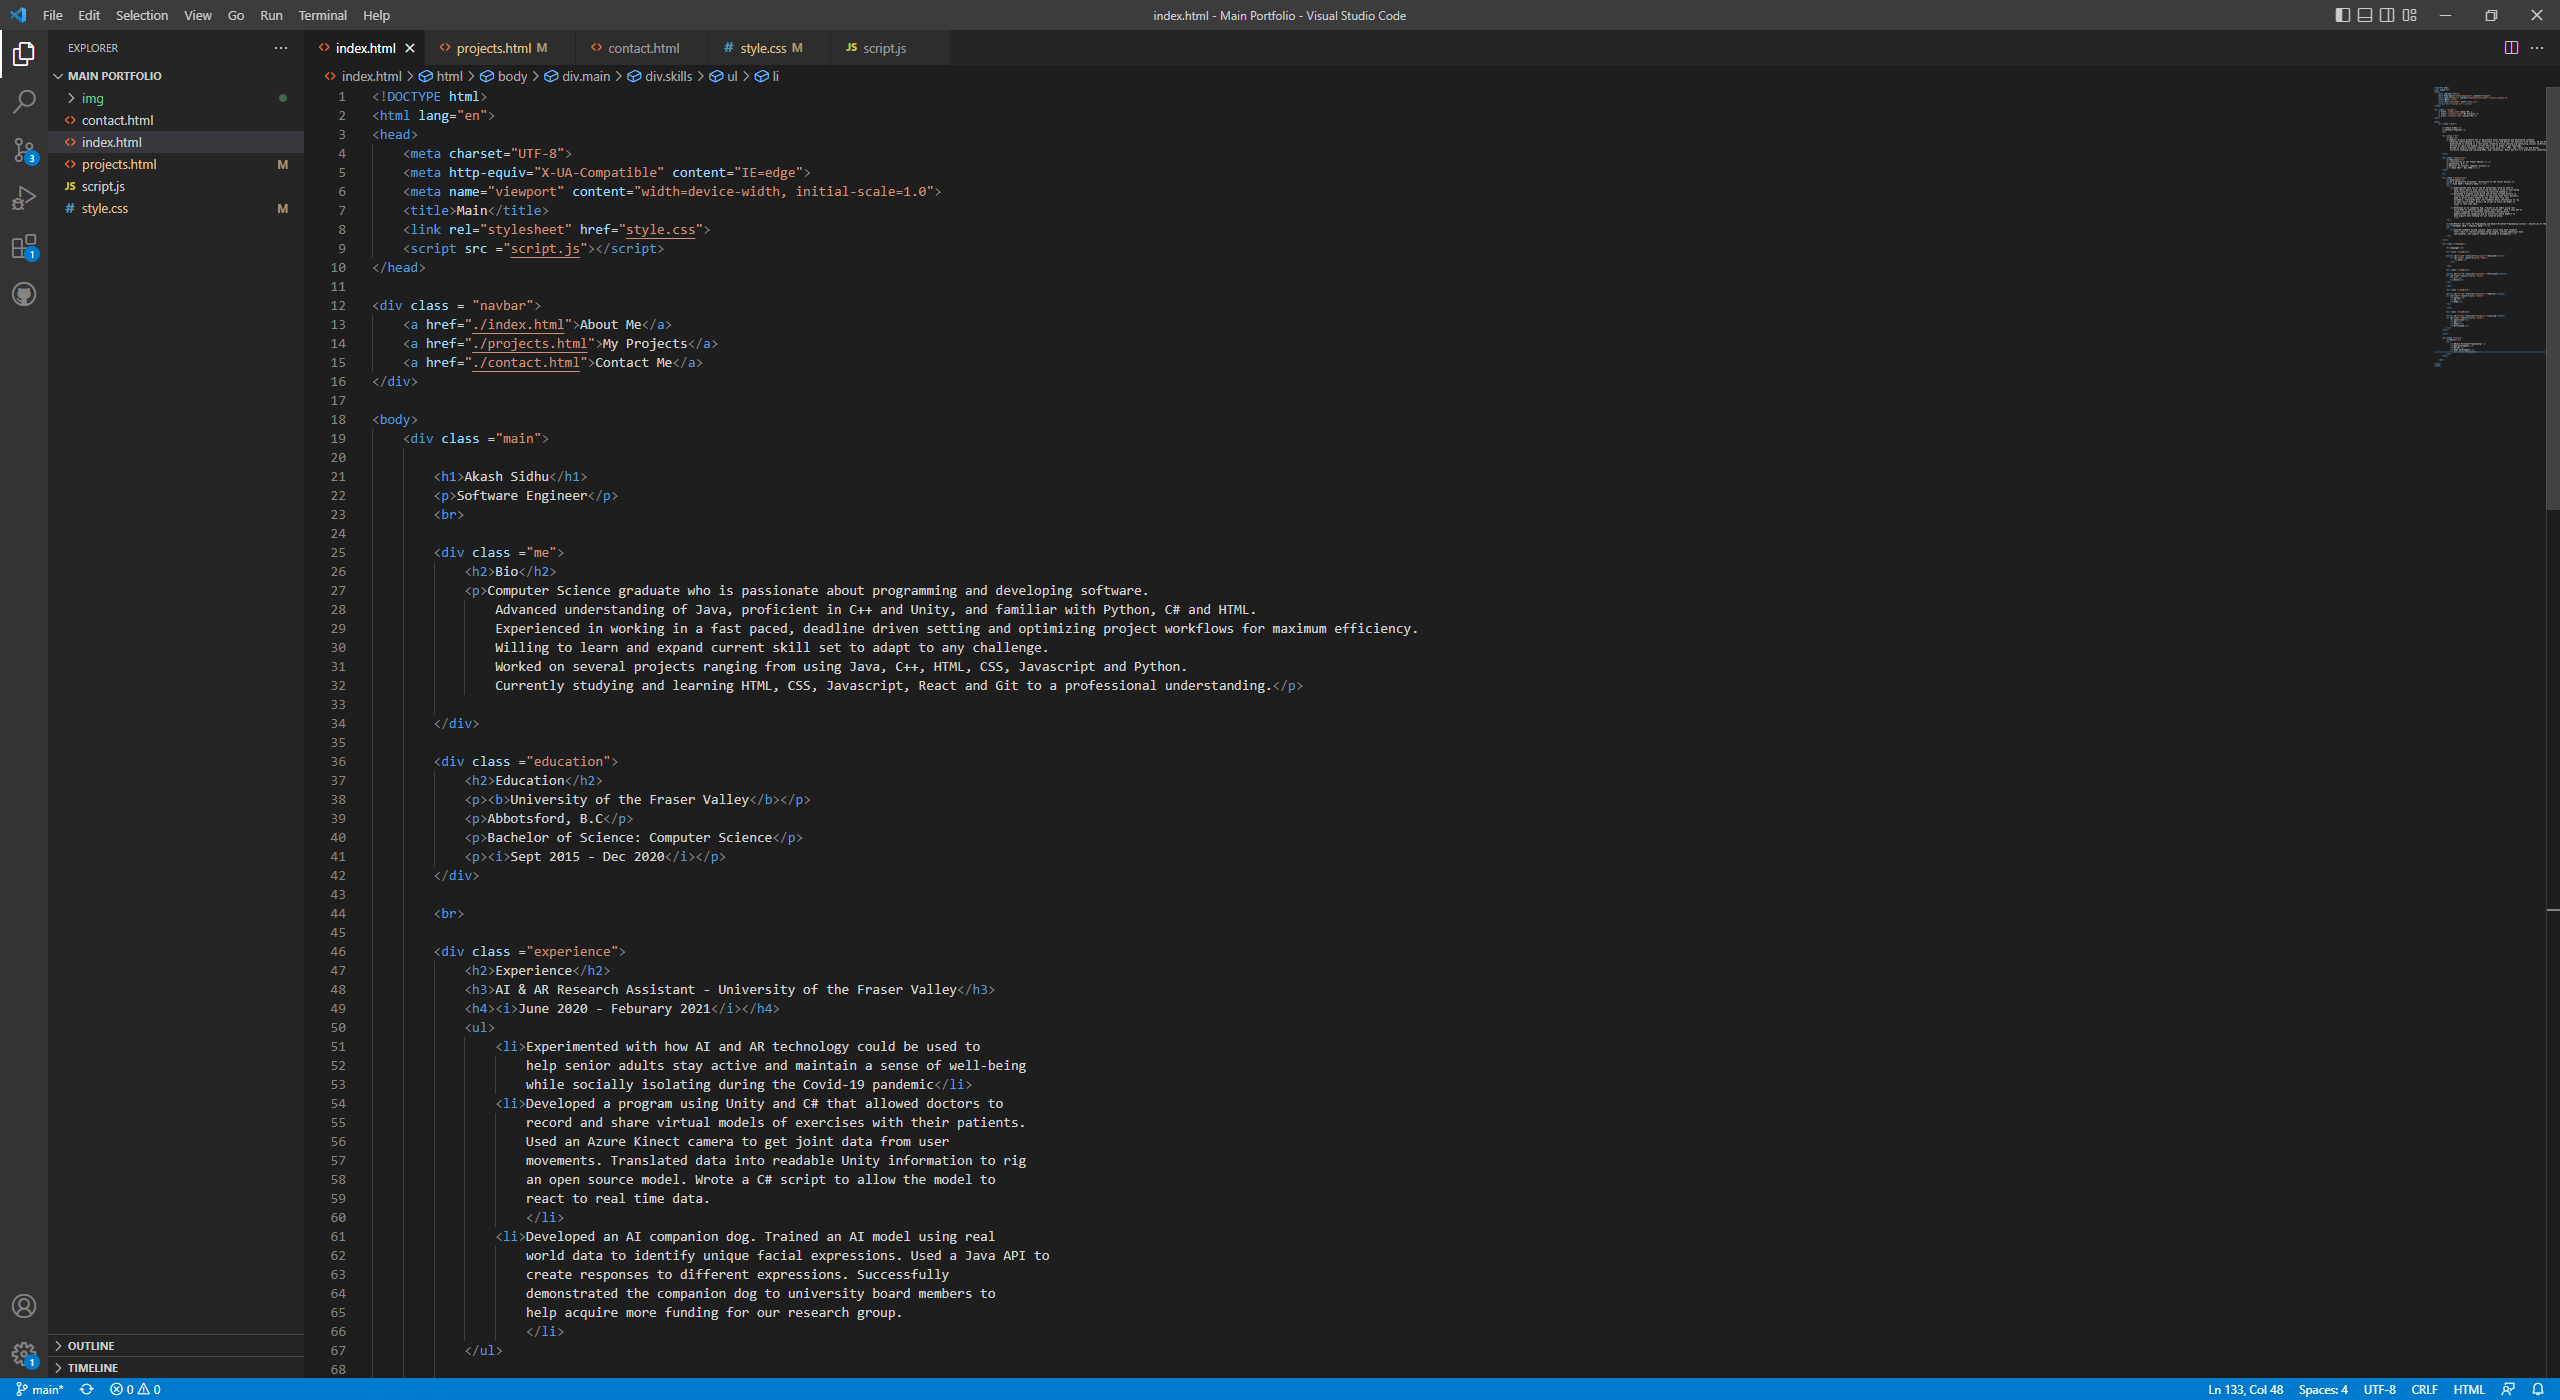 File Edit Selection View Go Run Terminal Help
index.html - Main Portfolio - Visual Studio Code
EXPLORER
MAIN PORTFOLIO
img
contact.html
index.html
projects.html M
JS script.js
# style.css M
3
1
OUTLINE
TIMELINE
1
index.html projects.html M contact.html # style.css M JS script.js
index.html > html > body > div.main > div.skills > ul > li
1 <!DOCTYPE html>
2 <html lang="en">
3 <head>
4 <meta charset="UTF-8">
5 <meta http-equiv="X-UA-Compatible" content="IE=edge">
6 <meta name="viewport" content="width=device-width, initial-scale=1.0">
7 <title>Main</title>
8 <link rel="stylesheet" href="style.css">
9 <script src ="script.js"></script>
10 </head>
11
12 <div class = "navbar">
13 <a href="./index.html">About Me</a>
14 <a href="./projects.html">My Projects</a>
15 <a href="./contact.html">Contact Me</a>
16 </div>
17
18 <body>
19 <div class ="main">
20
21 <h1>Akash Sidhu</h1>
22 <p>Software Engineer</p>
23 <br>
24
25 <div class ="me">
26 <h2>Bio</h2>
27 <p>Computer Science graduate who is passionate about programming and developing software.
28 Advanced understanding of Java, proficient in C++ and Unity, and familiar with Python, C# and HTML.
29 Experienced in working in a fast paced, deadline driven setting and optimizing project workflows for maximum efficiency.
30 Willing to learn and expand current skill set to adapt to any challenge.
31 Worked on several projects ranging from using Java, C++, HTML, CSS, Javascript and Python.
32 Currently studying and learning HTML, CSS, Javascript, React and Git to a professional understanding.</p>
33
34 </div>
35
36 <div class ="education">
37 <h2>Education</h2>
38 <p><b>University of the Fraser Valley</b></p>
39 <p>Abbotsford, B.C</p>
40 <p>Bachelor of Science: Computer Science</p>
41 <p><i>Sept 2015 - Dec 2020</i></p>
42 </div>
43
44 <br>
45
46 <div class ="experience">
47 <h2>Experience</h2>
48 <h3>AI & AR Research Assistant - University of the Fraser Valley</h3>
49 <h4><i>June 2020 - Feburary 2021</i></h4>
50 <ul>
51 <li>Experimented with how AI and AR technology could be used to
52 help senior adults stay active and maintain a sense of well-being
53 while socially isolating during the Covid-19 pandemic</li>
54 <li>Developed a program using Unity and C# that allowed doctors to
55 record and share virtual models of exercises with their patients.
56 Used an Azure Kinect camera to get joint data from user
57 movements. Translated data into readable Unity information to rig
58 an open source model. Wrote a C# script to allow the model to
59 react to real time data.
60 </li>
61 <li>Developed an AI companion dog. Trained an AI model using real
62 world data to identify unique facial expressions. Used a Java API to
63 create responses to different expressions. Successfully
64 demonstrated the companion dog to university board members to
65 help acquire more funding for our research group.
66 </li>
67 </ul>
68
main* 0 0
Ln 133, Col 48 Spaces: 4 UTF-8 CRLF HTML